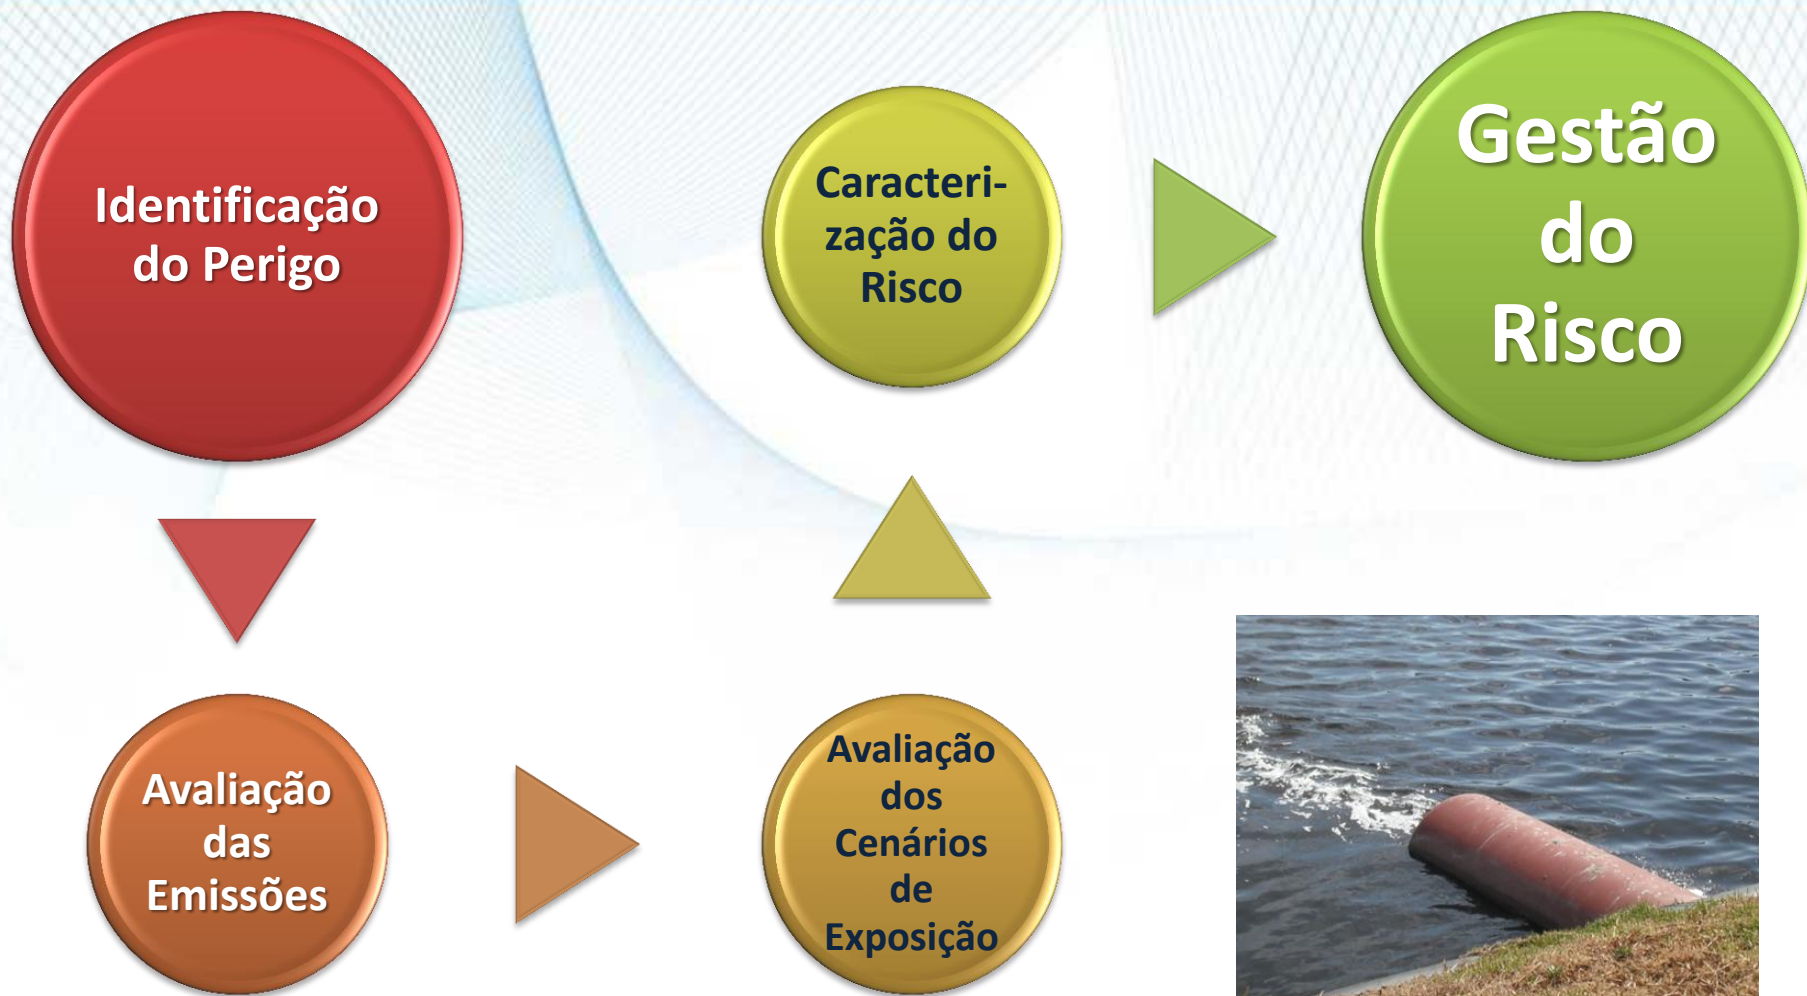 Identificação
do Perigo
Avaliação
das
Emissões
Avaliação
dos
Cenários
de
Exposição
Caracteri-
zação do
Risco
Gestão
do
Risco